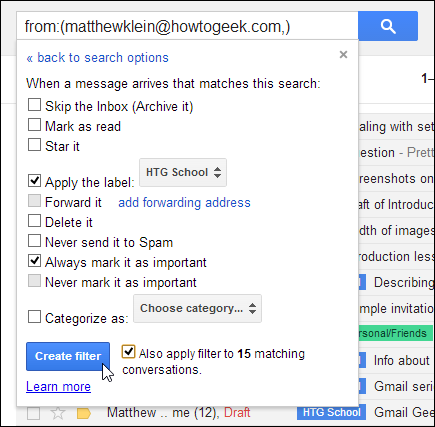 from:(matthewklein@howtogeek.com,)
« back to search options
×
When a message arrives that matches this search:
1–
Skip the Inbox (Archive it)
Mark as read
Star it
aling with set
Apply the label: HTG School
estion - Prett
Forward it add forwarding address
reenshots on
Delete it
aft of Introduc
Never send it to Spam
dth of images
Always mark it as important
roduction less
Never mark it as important
Describing
Categorize as: Choose category...
mple invitatio
ersonal/Friends
Create filter
Also apply filter to 15 matching
conversations.
Info about
Learn more
Gmail seri
Matthew .. me (12), Draft HTG School Gmail Gee